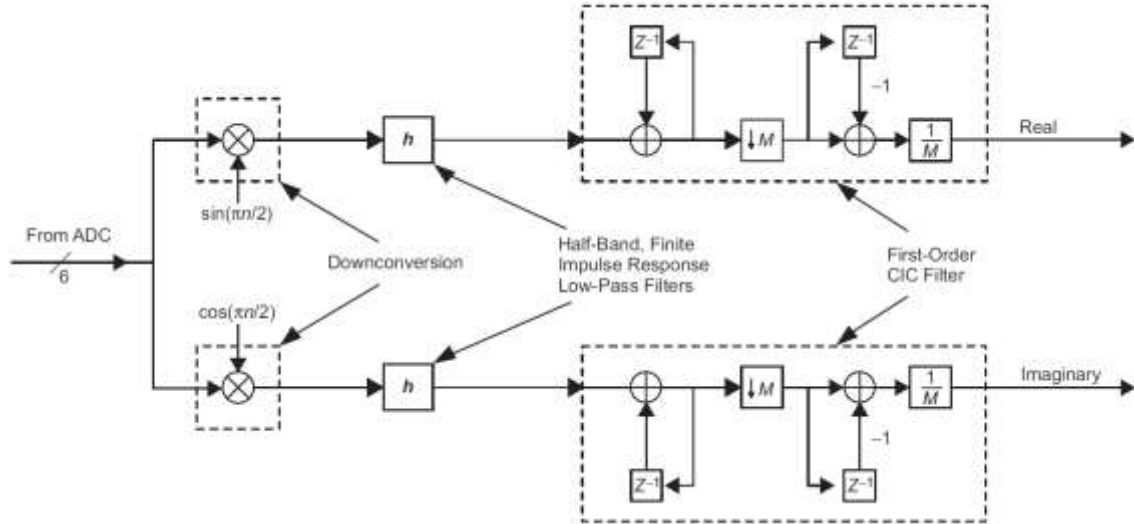 Z⁻¹
Z⁻¹
−1
h
↓M
1
M
Real
sin(πn/2)
From ADC
6
Downconversion
Half-Band, Finite
Impulse Response
Low-Pass Filters
First-Order
CIC Filter
cos(πn/2)
h
↓M
1
M
Imaginary
−1
Z⁻¹
Z⁻¹